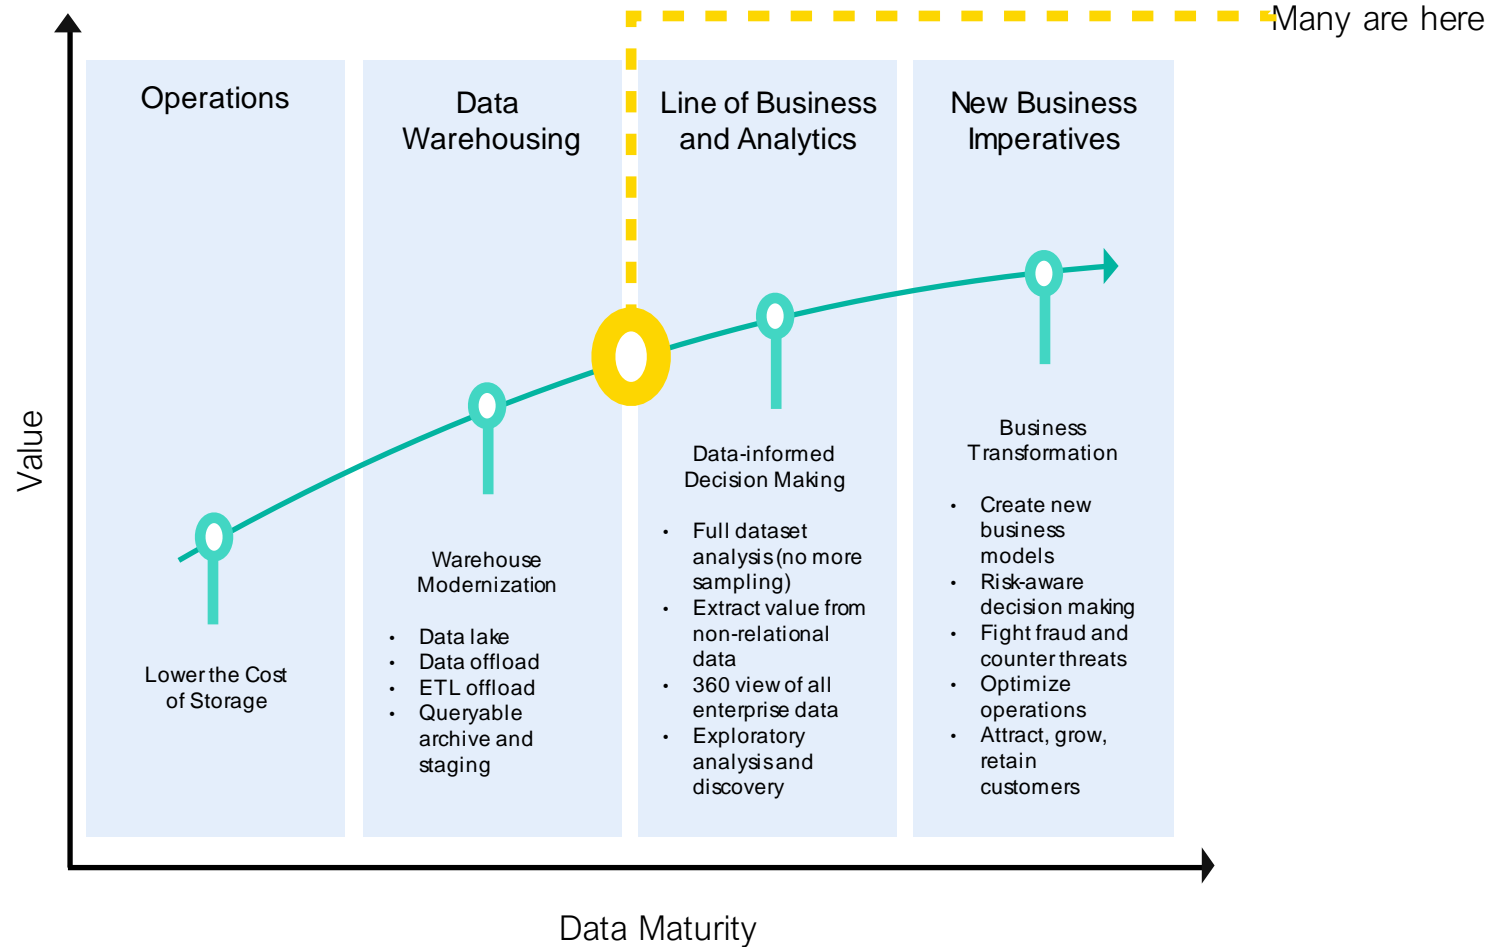 Many are here
Operations
Data
Warehousing
Line of Business
and Analytics
New Business
Imperatives
Value
Lower the Cost
of Storage
Warehouse
Modernization
• Data lake
• Data offload
• ETL offload
• Queryable
archive and
staging
Data-informed
Decision Making
• Full dataset
analysis (no more
sampling)
• Extract value from
non-relational
data
• 360 view of all
enterprise data
• Exploratory
analysis and
discovery
Business
Transformation
• Create new
business
models
• Risk-aware
decision making
• Fight fraud and
counter threats
• Optimize
operations
• Attract, grow,
retain
customers
Data Maturity